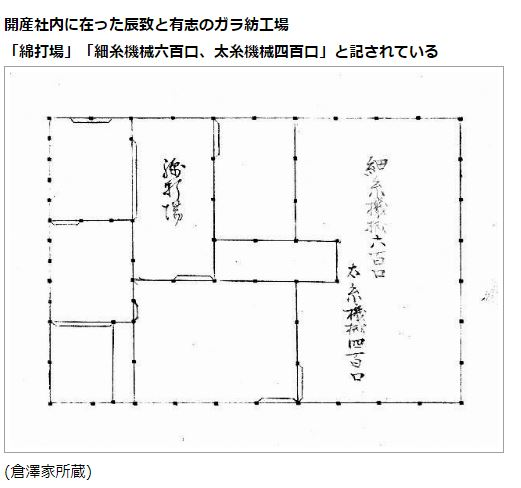 開産社内に在った辰致と有志のガラ紡工場
「綿打場」「細糸機械六百口、太糸機械四百口」と記されている
綿打場
細糸機械六百口
太糸機械四百口
(倉澤家所蔵)